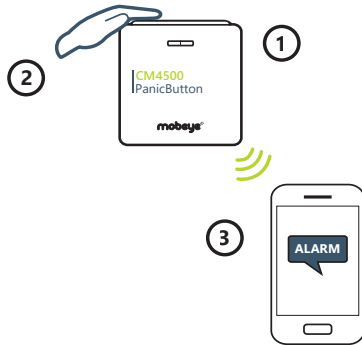 1
2
CM4500
PanicButton
mobeye®
3
ALARM